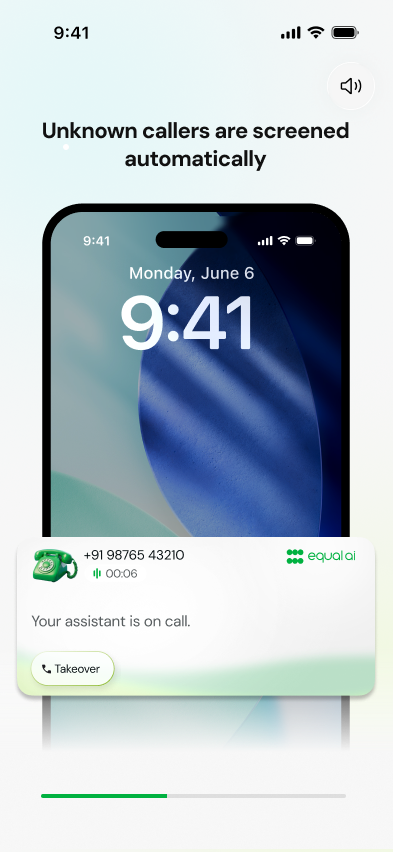 9:41
Unknown callers are screened
automatically
9:41
Monday, June 6
9:41
+91 98765 43210
equal ai
00:06
Your assistant is on call.
Takeover